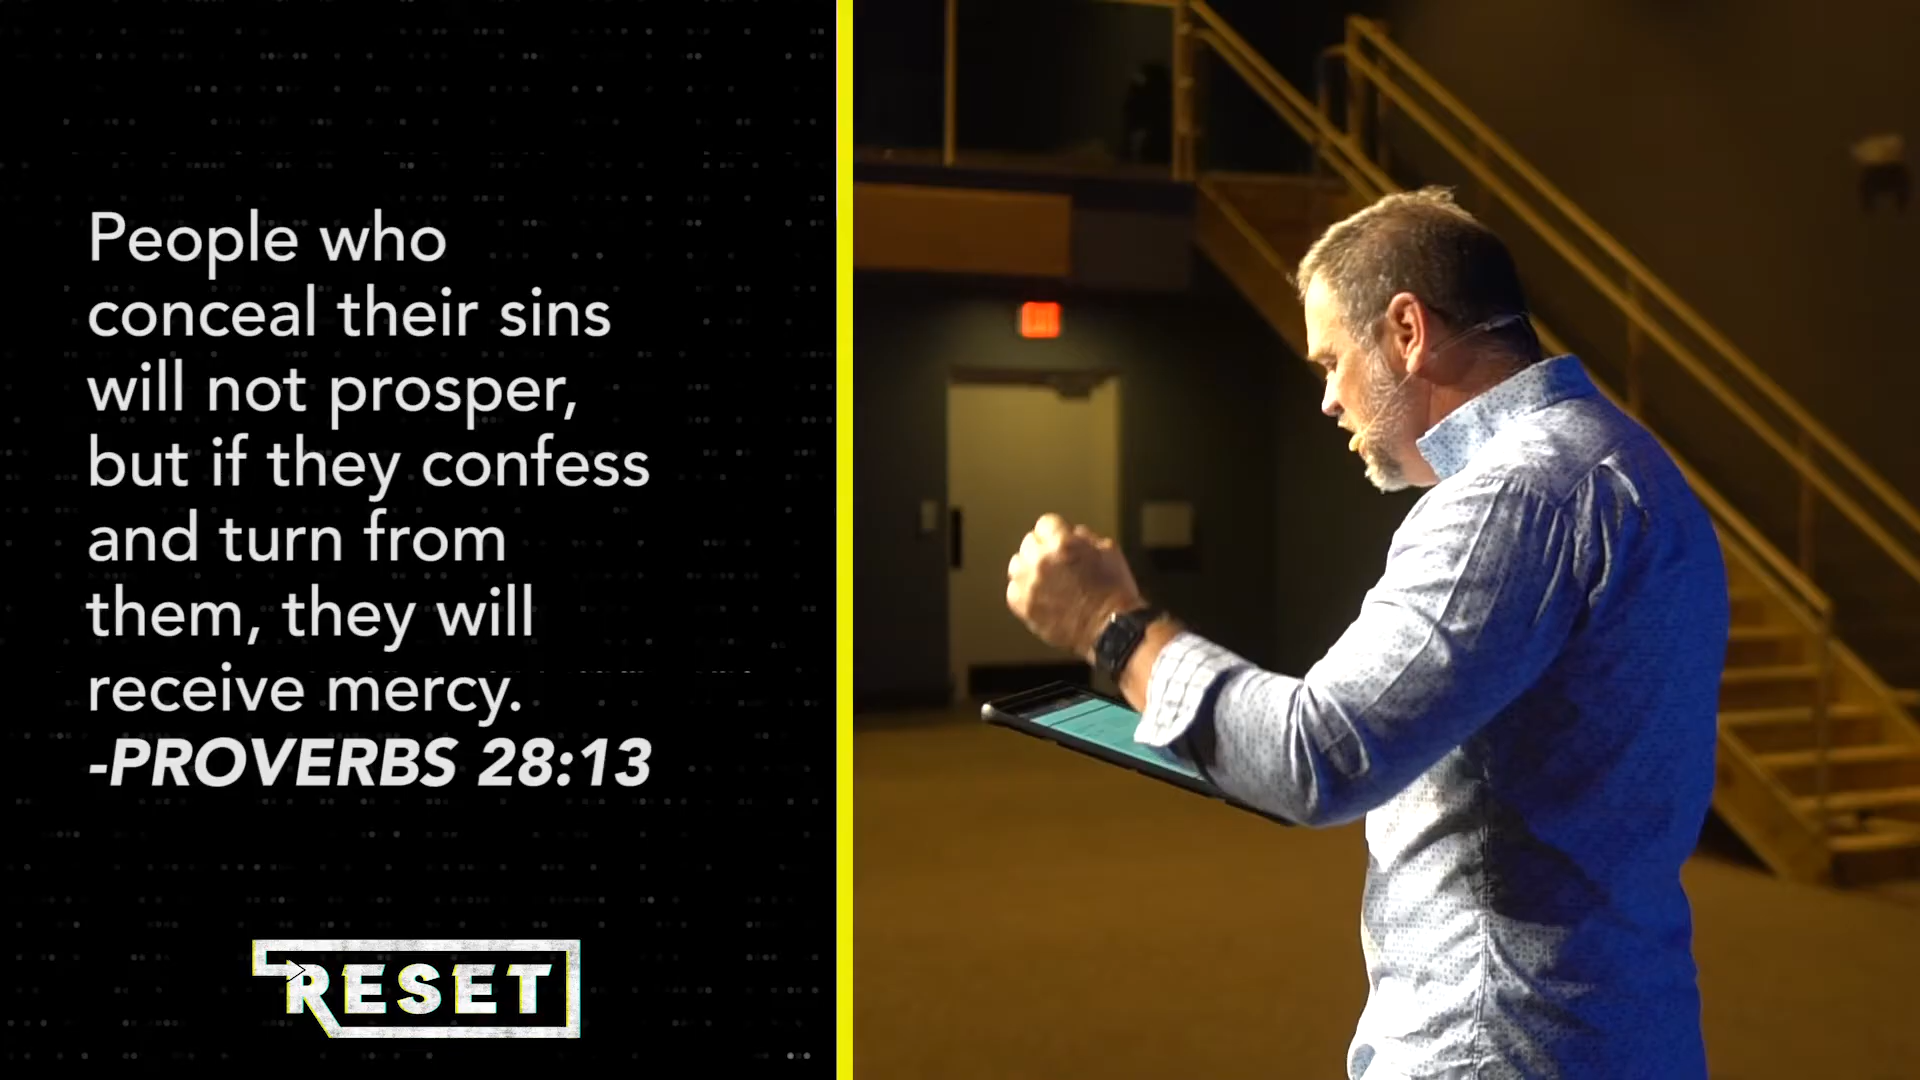 People who
conceal their sins
will not prosper,
but if they confess
and turn from
them, they will
receive mercy.
-PROVERBS 28:13
RESET